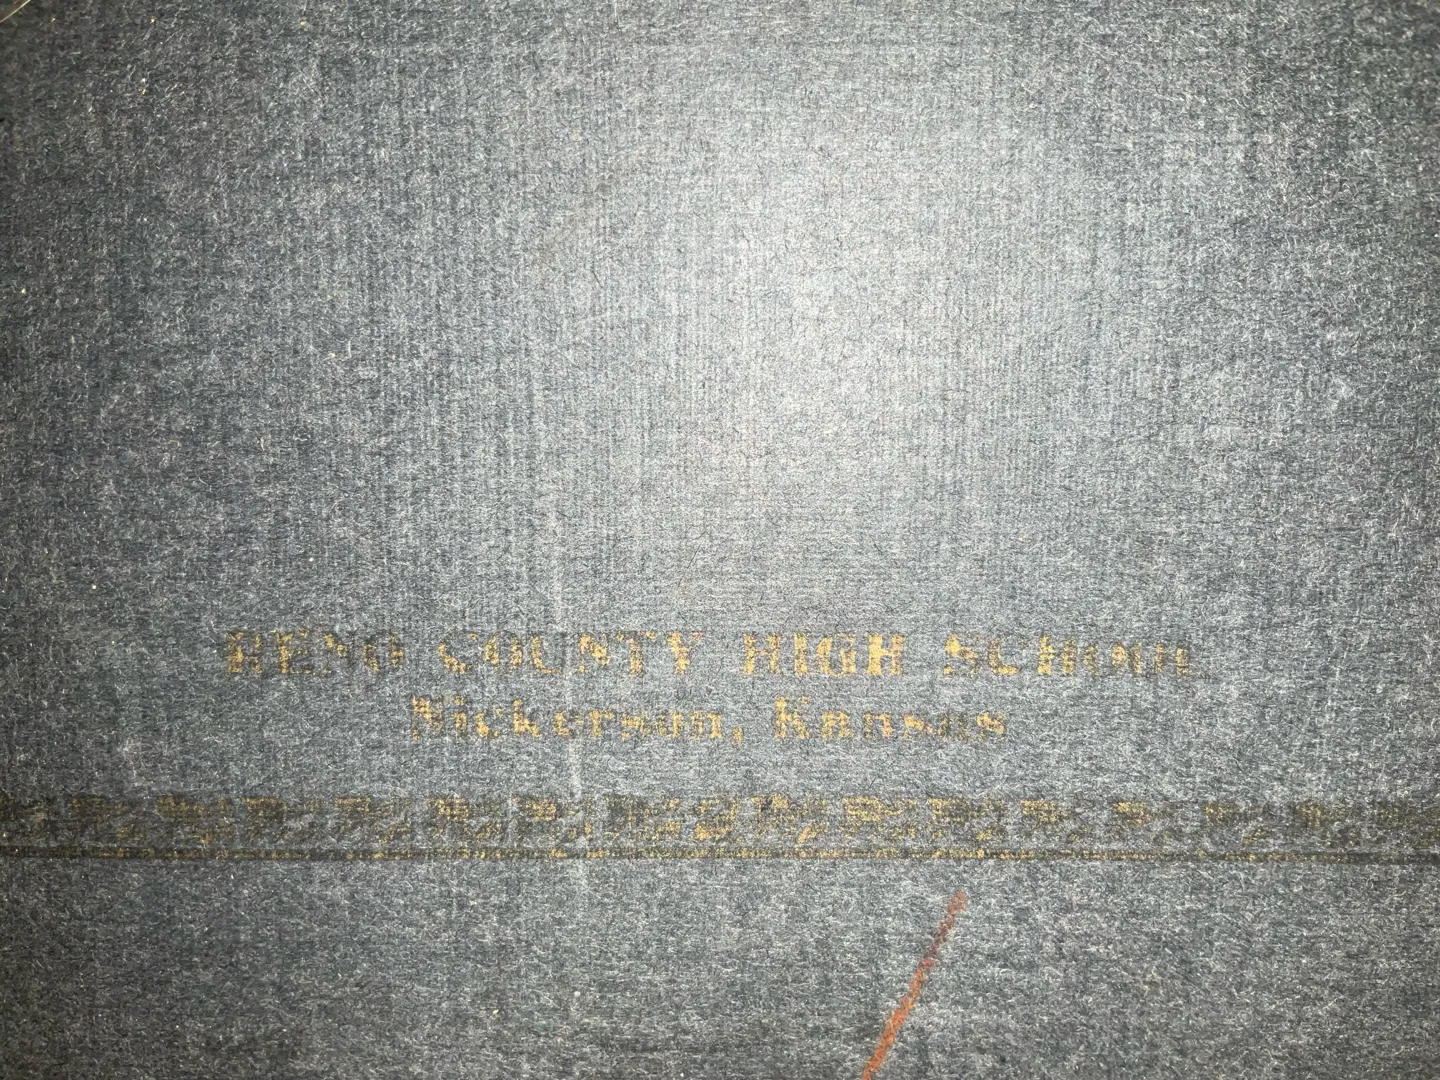 RENO COUNTY HIGH SCHOOL
Nickerson, Kansas